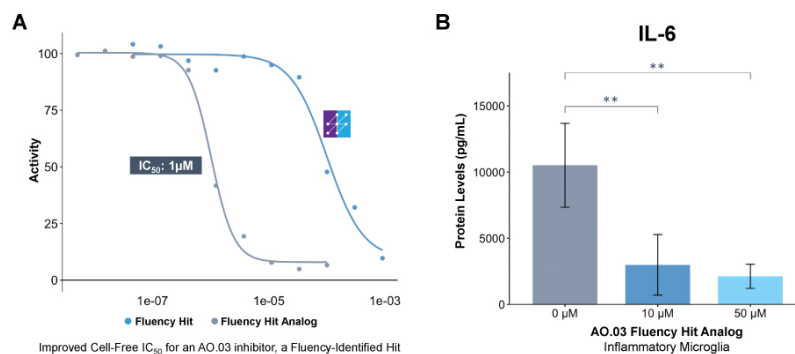 A
Activity
100
75
50
25
0
IC50: 1µM
1e-07
1e-05
1e-03
Fluency Hit
Fluency Hit Analog
Improved Cell-Free IC50 for an AO.03 inhibitor, a Fluency-Identified Hit
B
IL-6
Protein Levels (pg/mL)
15000
10000
5000
0
**
**
0 µM
10 µM
50 µM
AO.03 Fluency Hit Analog
Inflammatory Microglia